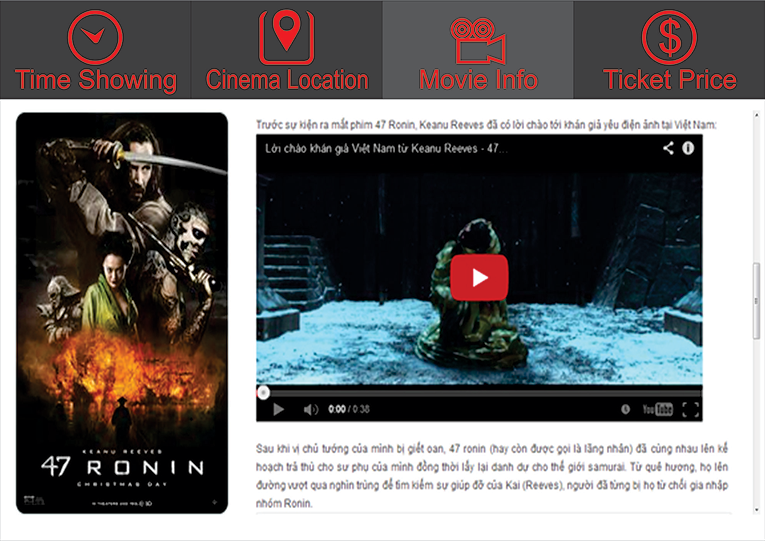 Time Showing
Cinema Location
Movie Info
Ticket Price
Trước sự kiện ra mắt phim 47 Ronin, Keanu Reeves đã có lời chào tới khán giả yêu điện ảnh tại Việt Nam:
Lời chào khán giả Việt Nam từ Keanu Reeves - 47...
0:00 / 0:38
YouTube
KEANU REEVES
47 RONIN
CHRISTMAS DAY
IN THEATERS AND REAL D 3D
Sau khi vị chủ tướng của mình bị giết oan, 47 ronin (hay còn được gọi là lãng nhân) đã cùng nhau lên kế
hoạch trả thù cho sư phụ của mình đồng thời lấy lại danh dự cho thế giới samurai. Từ quê hương, họ lên
đường vượt qua nghìn trùng để tìm kiếm sự giúp đỡ của Kai (Reeves), người đã từng bị họ từ chối gia nhập
nhóm Ronin.